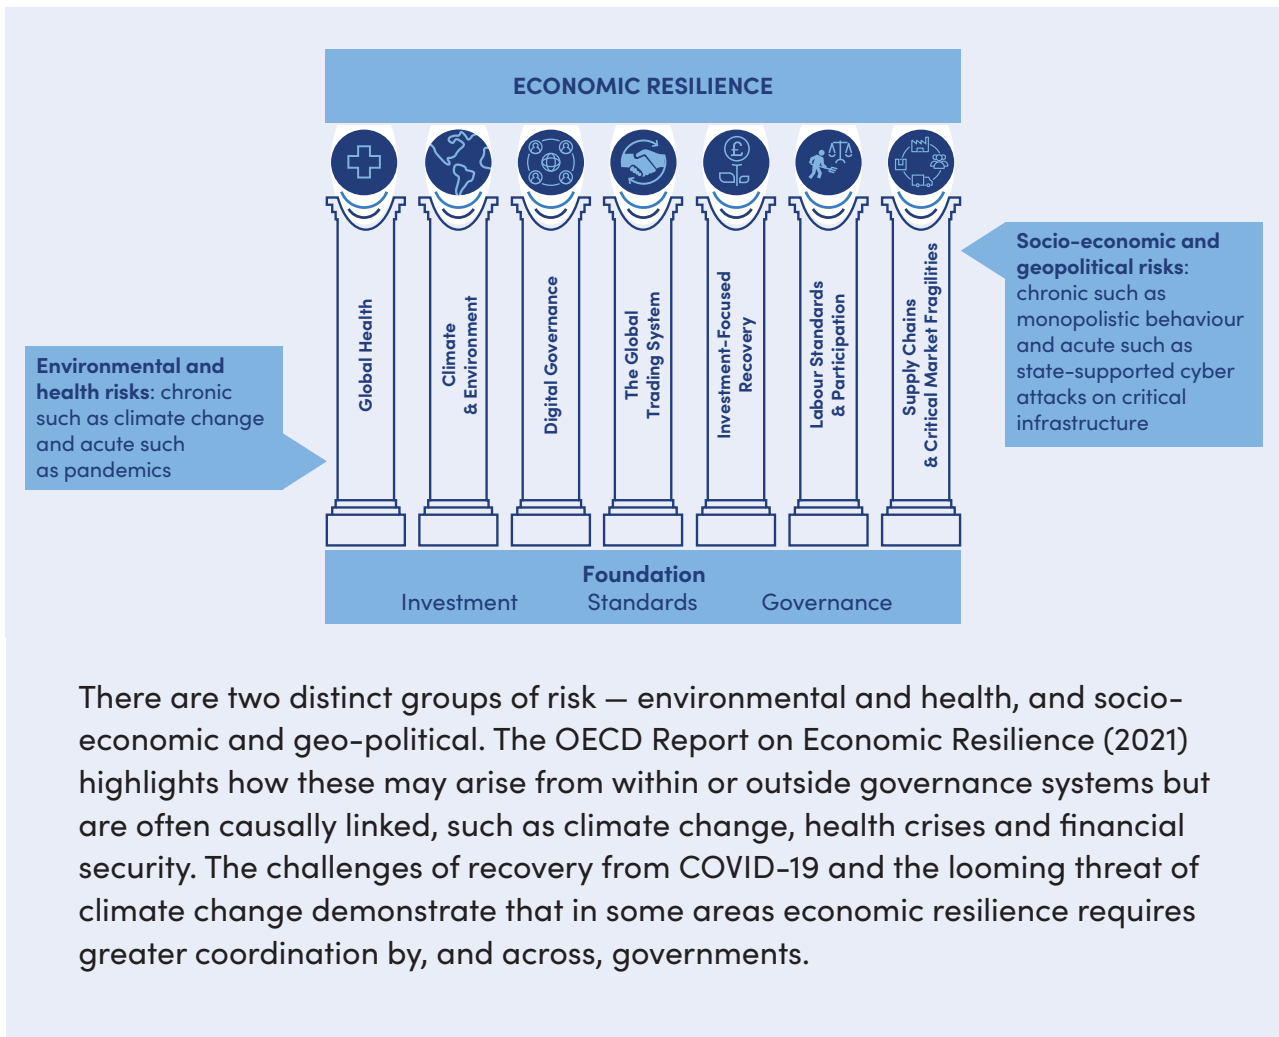 ECONOMIC RESILIENCE
£
Global Health
Climate
& Environment
Digital Governance
The Global
Trading System
Investment-Focused
Recovery
Labour Standards
& Participation
Supply Chains
& Critical Market Fragilities
Environmental and
health risks: chronic
such as climate change
and acute such
as pandemics
Socio-economic and
geopolitical risks:
chronic such as
monopolistic behaviour
and acute such as
state-supported cyber
attacks on critical
infrastructure
Foundation
Investment Standards Governance
There are two distinct groups of risk – environmental and health, and socio-
economic and geo-political. The OECD Report on Economic Resilience (2021)
highlights how these may arise from within or outside governance systems but
are often causally linked, such as climate change, health crises and financial
security. The challenges of recovery from COVID-19 and the looming threat of
climate change demonstrate that in some areas economic resilience requires
greater coordination by, and across, governments.